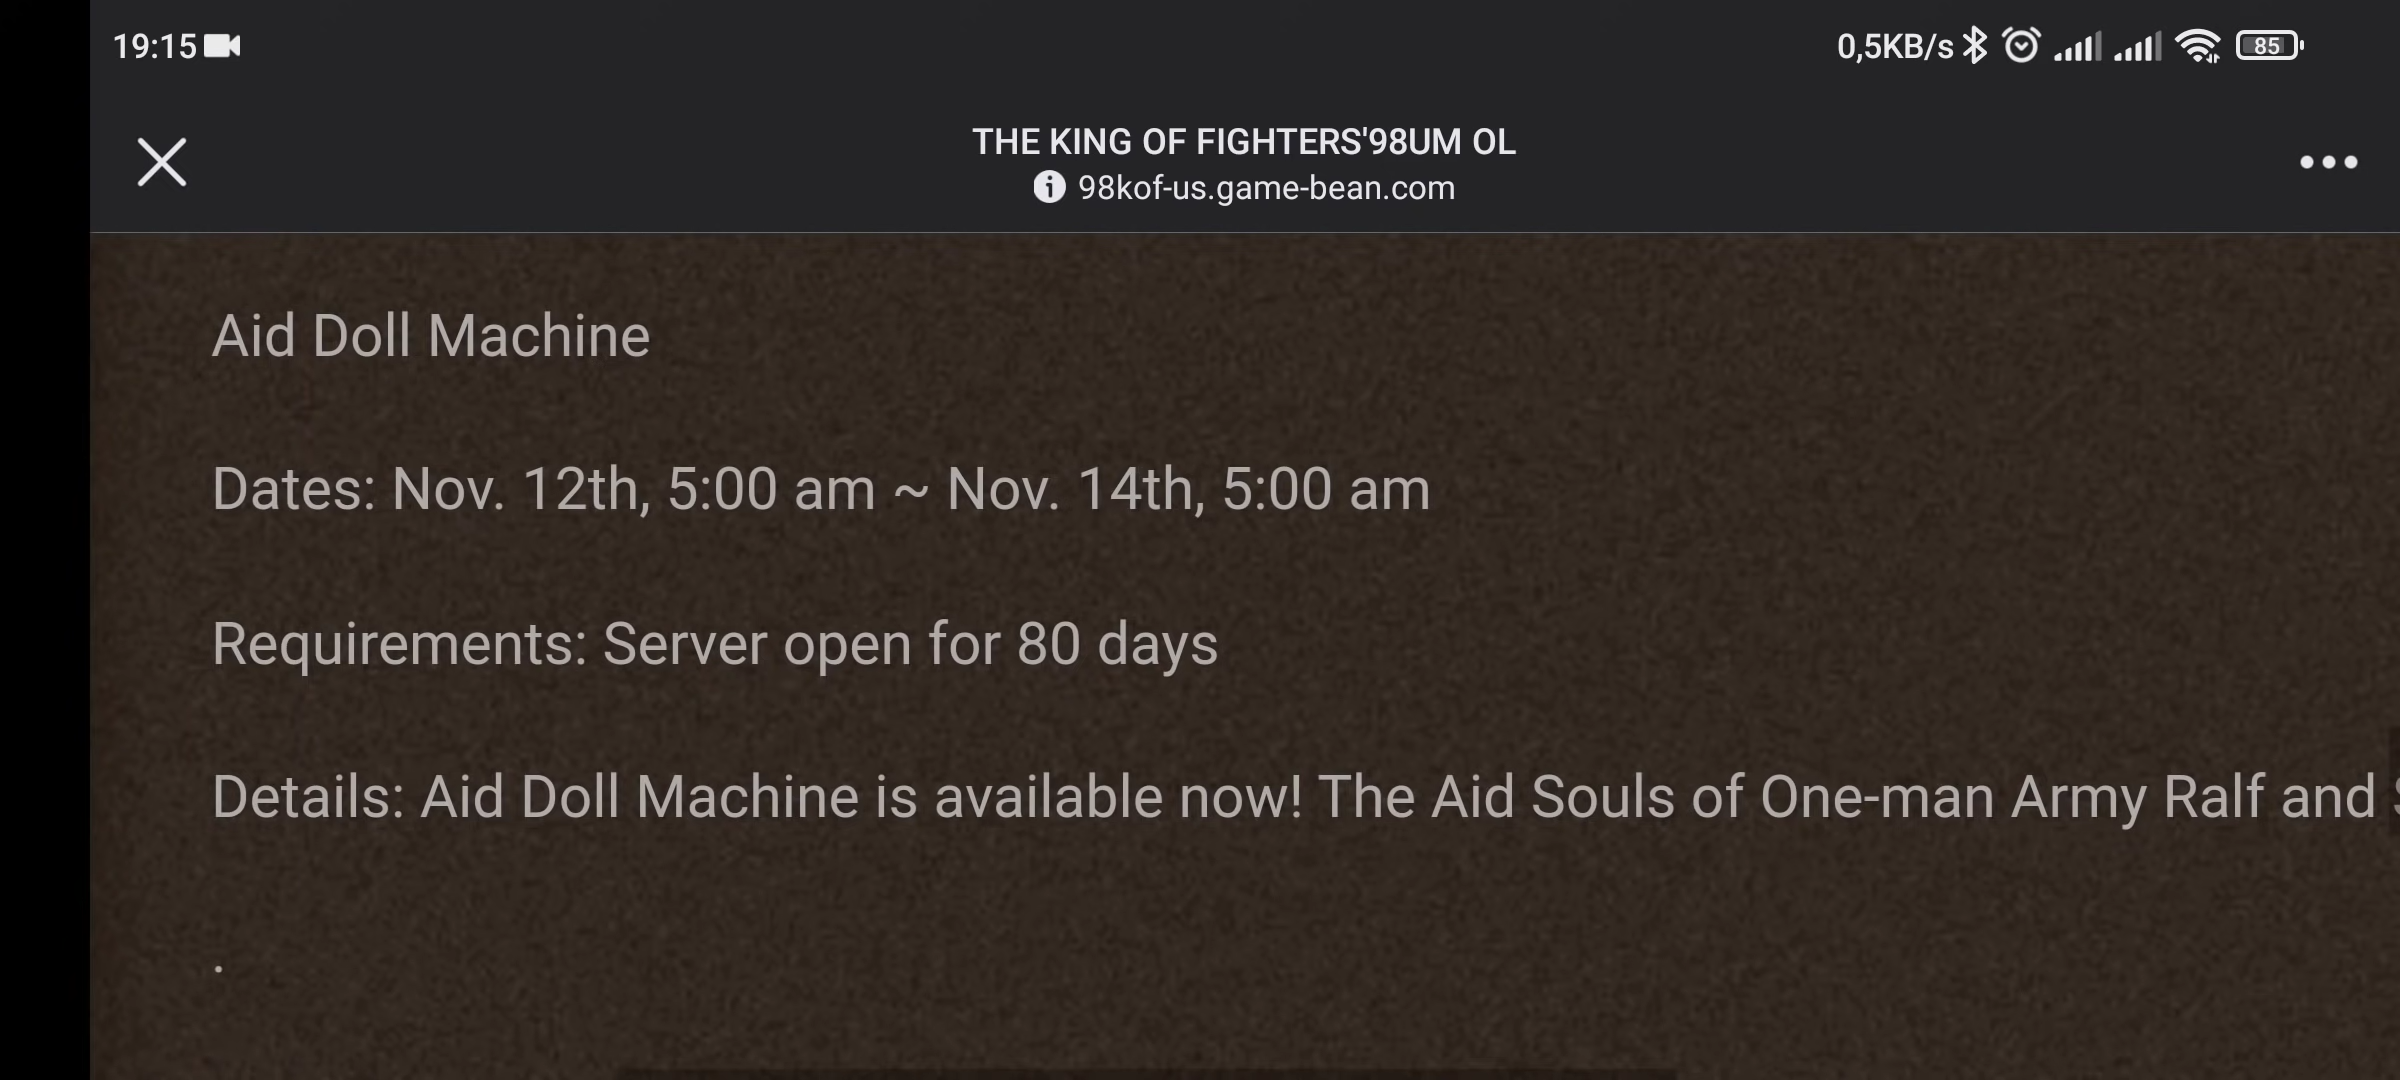 19:15
0,5KB/s
85
THE KING OF FIGHTERS'98UM OL
98kof-us.game-bean.com
Aid Doll Machine
Dates: Nov. 12th, 5:00 am ~ Nov. 14th, 5:00 am
Requirements: Server open for 80 days
Details: Aid Doll Machine is available now! The Aid Souls of One-man Army Ralf and
.